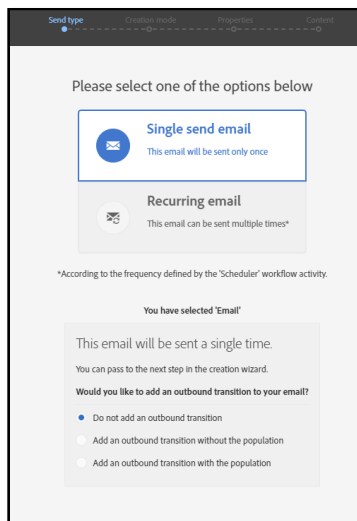 Send type Creation mode Properties Content
Please select one of the options below
Single send email
This email will be sent only once
Recurring email
This email can be sent multiple times*
*According to the frequency defined by the 'Scheduler' workflow activity.
You have selected 'Email'
This email will be sent a single time.
You can pass to the next step in the creation wizard.
Would you like to add an outbound transition to your email?
Do not add an outbound transition
Add an outbound transition without the population
Add an outbound transition with the population